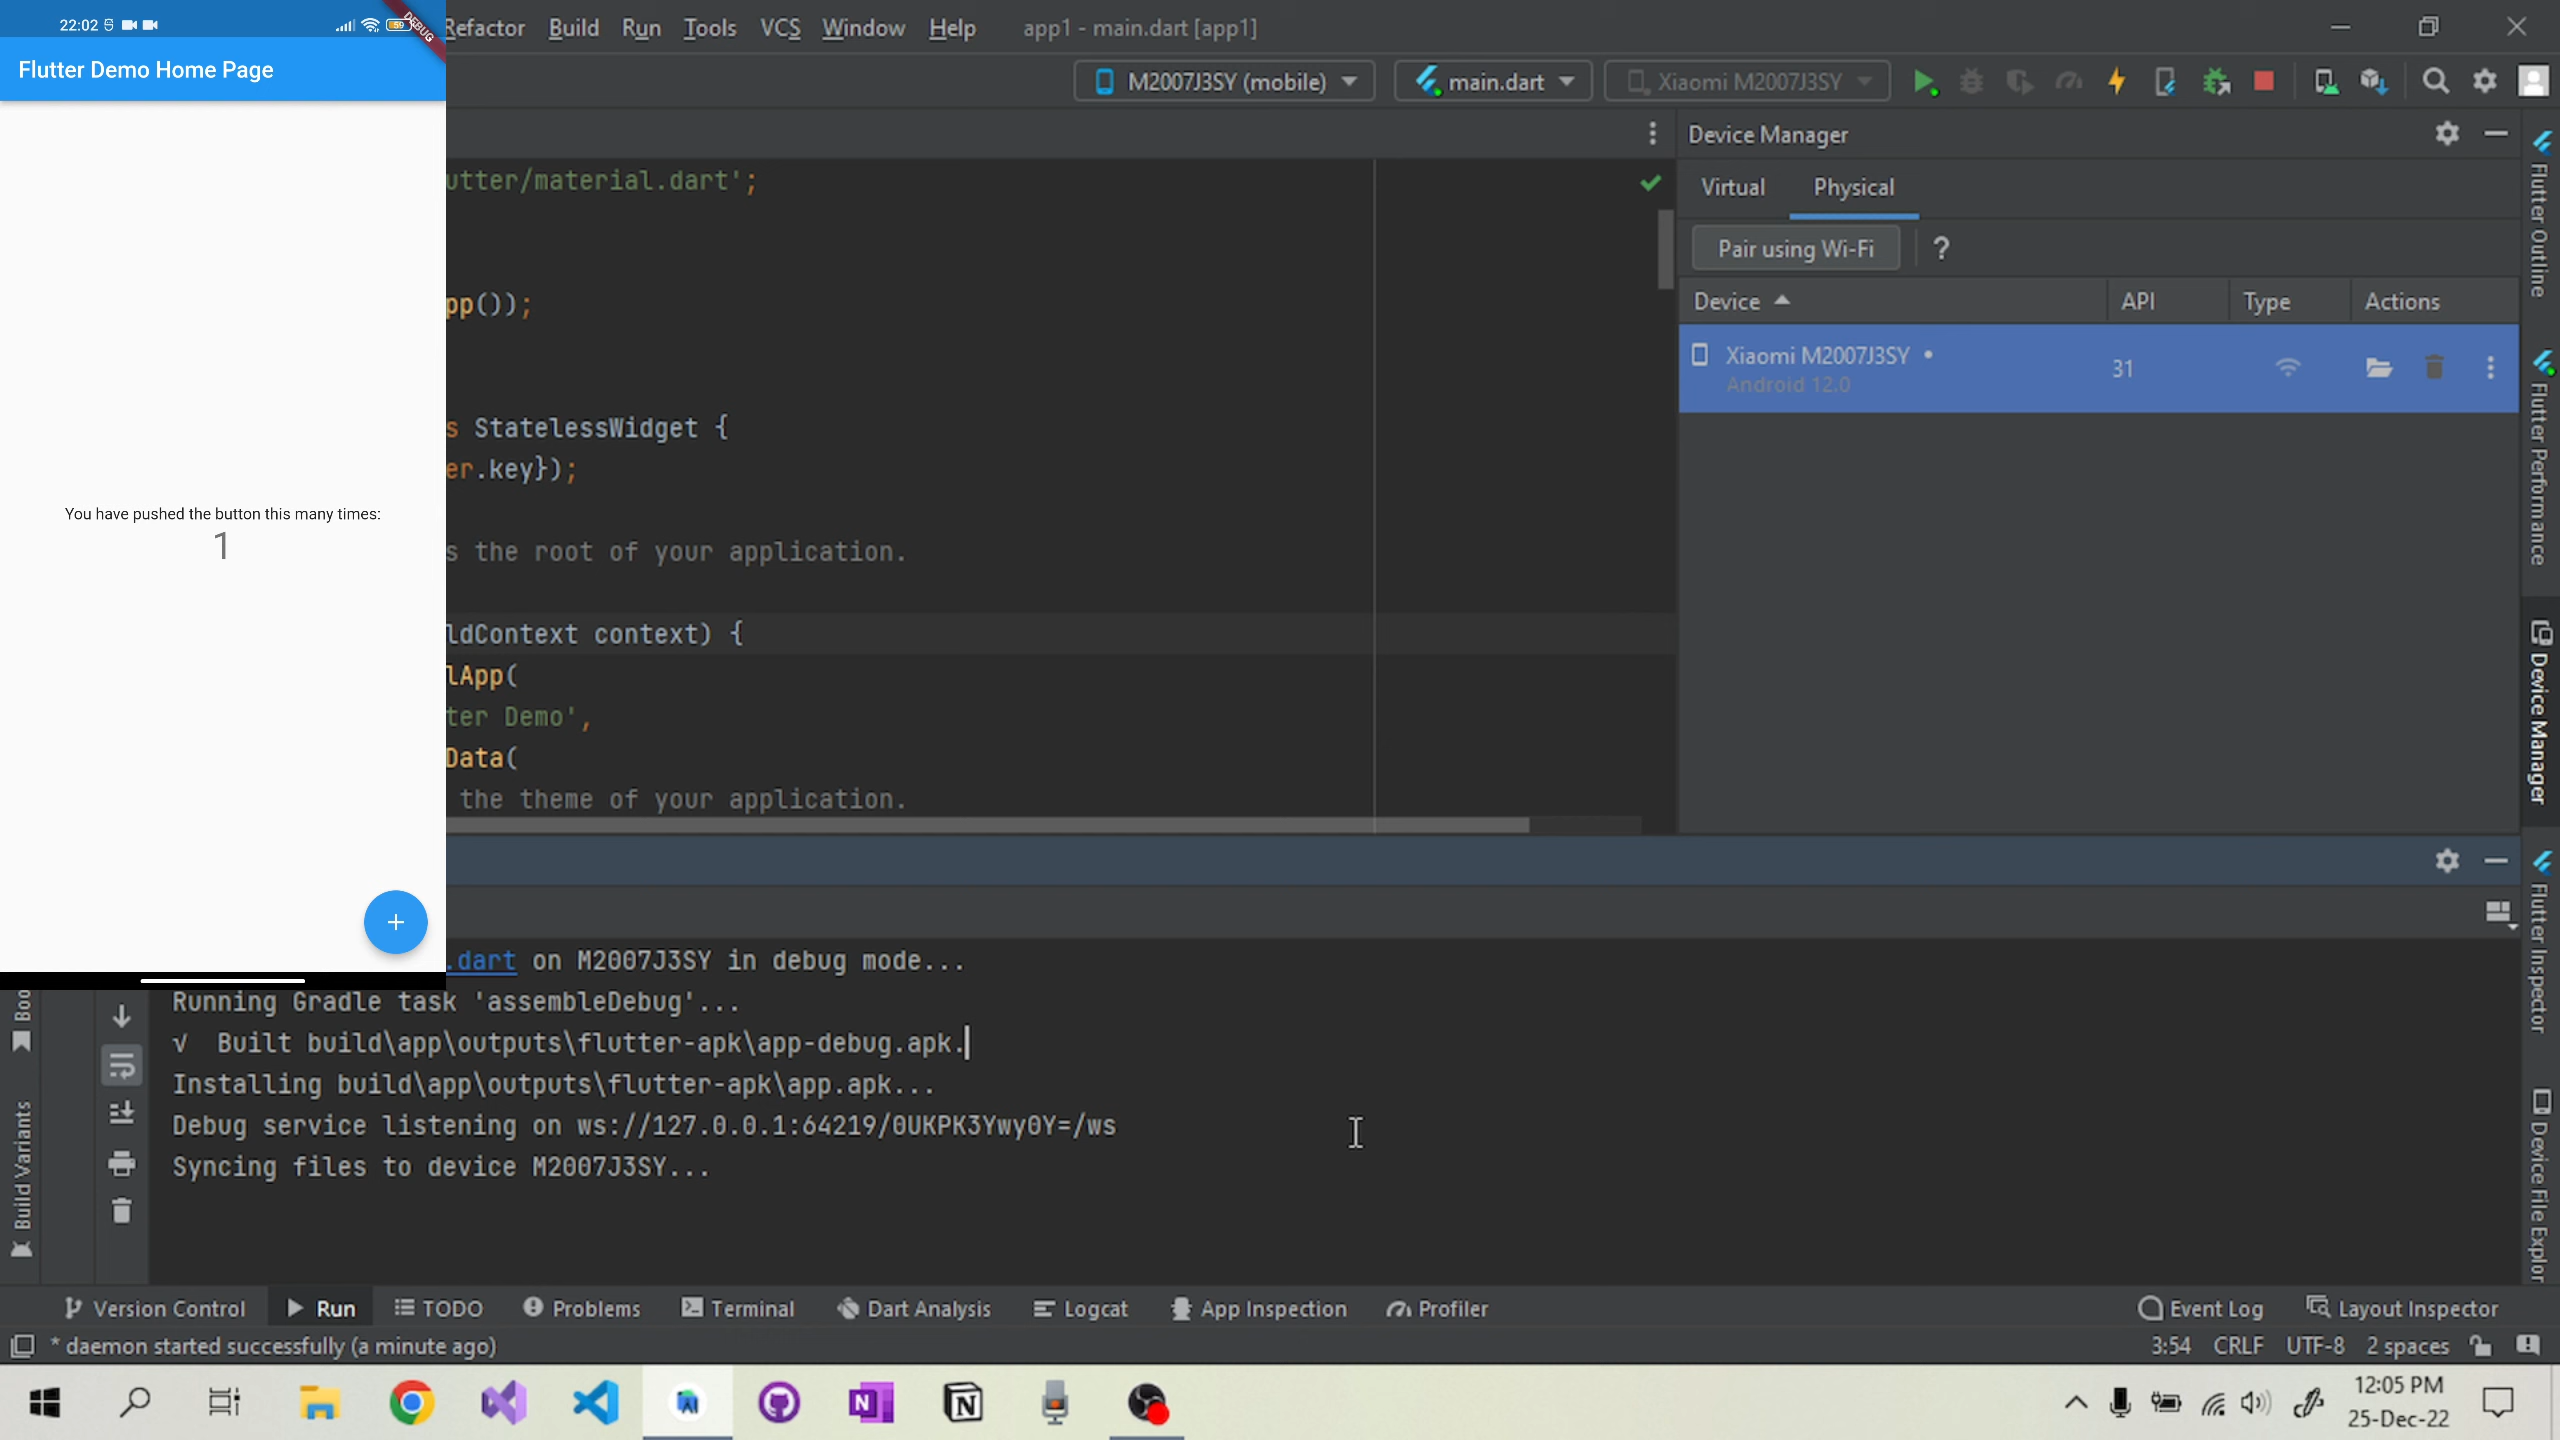 22:02
59
DEBUG
Flutter Demo Home Page
You have pushed the button this many times:
1
Refactor Build Run Tools VCS Window Help app1 - main.dart [app1]
M2007J3SY (mobile) main.dart Xiaomi M2007J3SY
utter/material.dart';
pp());
s StatelessWidget {
er.key});
s the root of your application.
ldContext context) {
lApp(
ter Demo',
Data(
the theme of your application.
Device Manager
Virtual Physical
Pair using Wi-Fi ?
Device API Type Actions
Xiaomi M2007J3SY • 31
Android 12.0
Flutter Outline
Flutter Performance
Device Manager
Flutter Inspector
Device File Explor
.dart on M2007J3SY in debug mode...
Running Gradle task 'assembleDebug'...
√ Built build\app\outputs\flutter-apk\app-debug.apk.
Installing build\app\outputs\flutter-apk\app.apk...
Debug service listening on ws://127.0.0.1:64219/0UKPK3Ywy0Y=/ws
Syncing files to device M2007J3SY...
Boo
Build Variants
Version Control Run TODO Problems Terminal Dart Analysis Logcat App Inspection Profiler Event Log Layout Inspector
* daemon started successfully (a minute ago) 3:54 CRLF UTF-8 2 spaces
12:05 PM
25-Dec-22